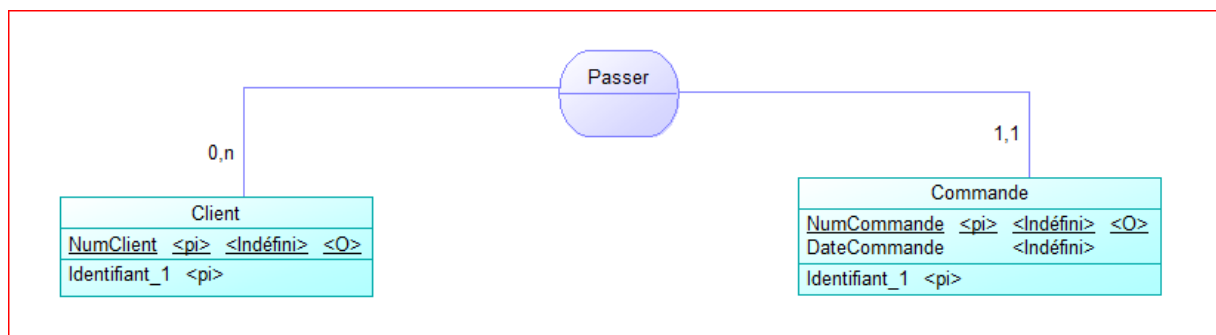 Passer
0,n
1,1
Client
NumClient <pi> <Indéfini> <O>
Identifiant_1 <pi>
Commande
NumCommande <pi> <Indéfini> <O>
DateCommande <Indéfini>
Identifiant_1 <pi>